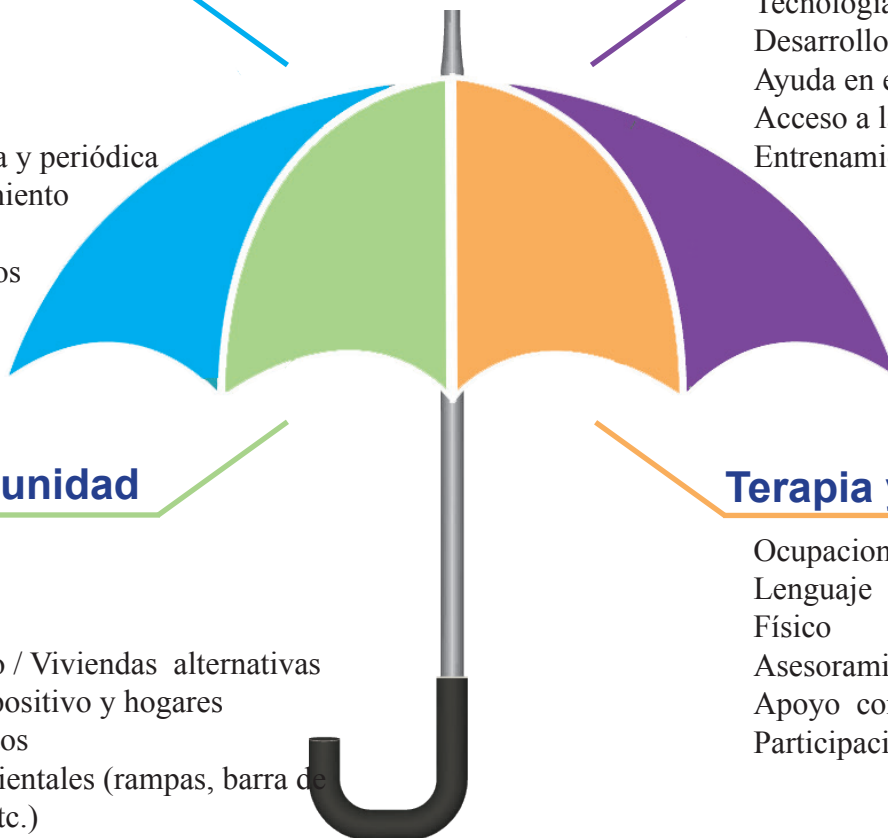 Tecnología
Desarrollo
Ayuda en e
Acceso a l
Entrenami
a y periódica
niento
os
unidad
o / Viviendas alternativas
positivo y hogares
os
ientales (rampas, barra de
tc.)
Terapia y
Ocupacion
Lenguaje
Físico
Asesorami
Apoyo co
Participaci